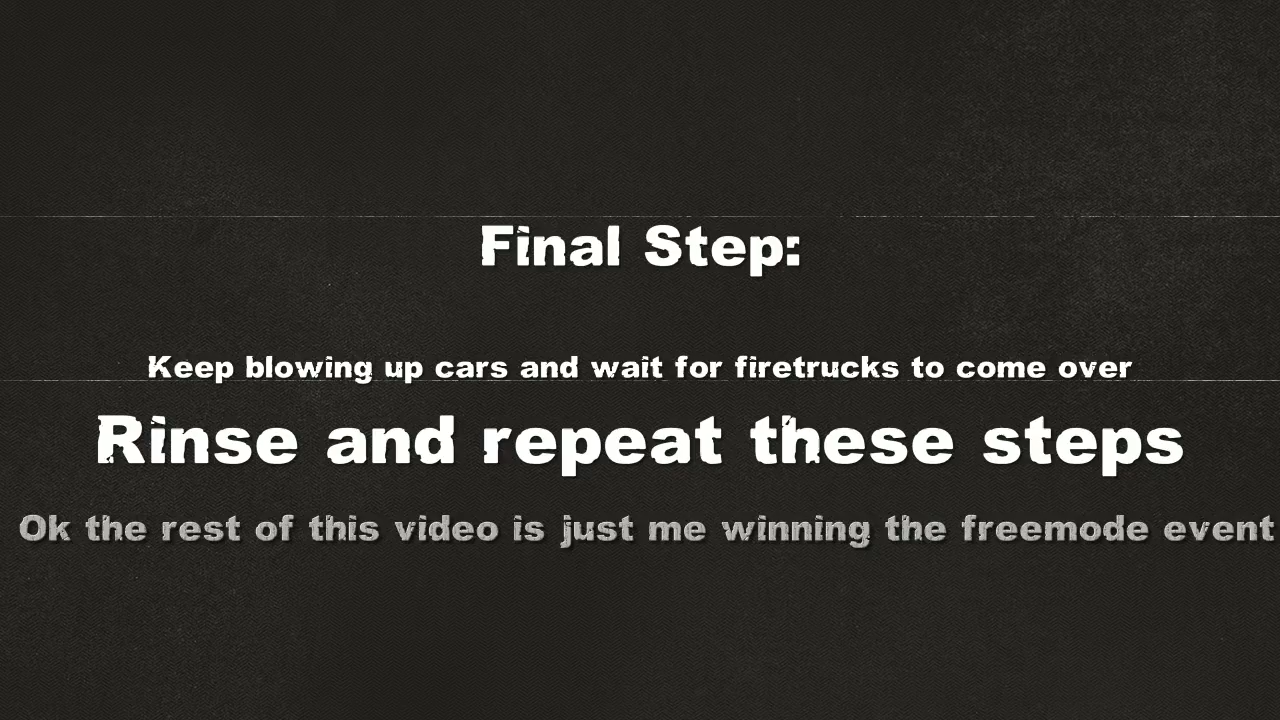 Final Step:
Keep blowing up cars and wait for firetrucks to come over
Rinse and repeat these steps
Ok the rest of this video is just me winning the freemode event